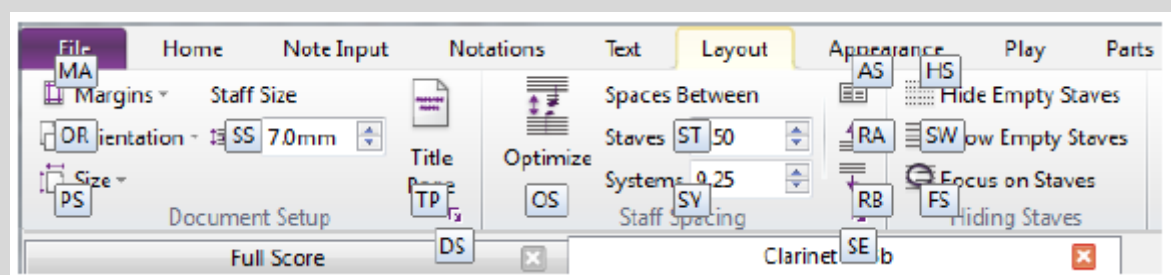 File Home Note Input Notations Text Layout Appearance Play Parts
MA AS HS
Margins Staff Size Spaces Between Hide Empty Staves
OR ientation SS 7.0mm Staves ST 50 RA SW ow Empty Staves
Title Optimize
Size Page Systems 9.25 Focus on Staves
PS TP OS SY RB FS
Document Setup Staff Spacing Hiding Staves
DS SE
Full Score Clarinet b